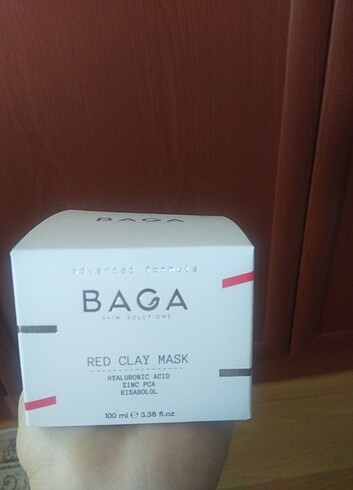 BAGA
advanced formula
BAGA
SKIN SOLUTIONS
RED CLAY MASK
HYALURONIC ACID
ZINC PCA
BISABOLOL
100 ml ℮ 3.38 fl.oz